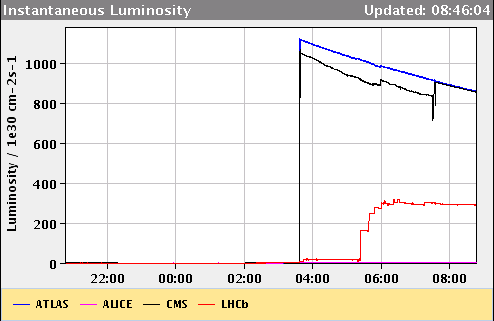 Instantaneous Luminosity Updated: 08:46:04
Luminosity / 1e30 cm-2s-1
1000
800
600
400
200
0
22:00 00:00 02:00 04:00 06:00 08:00
ATLAS ALICE CMS LHCb